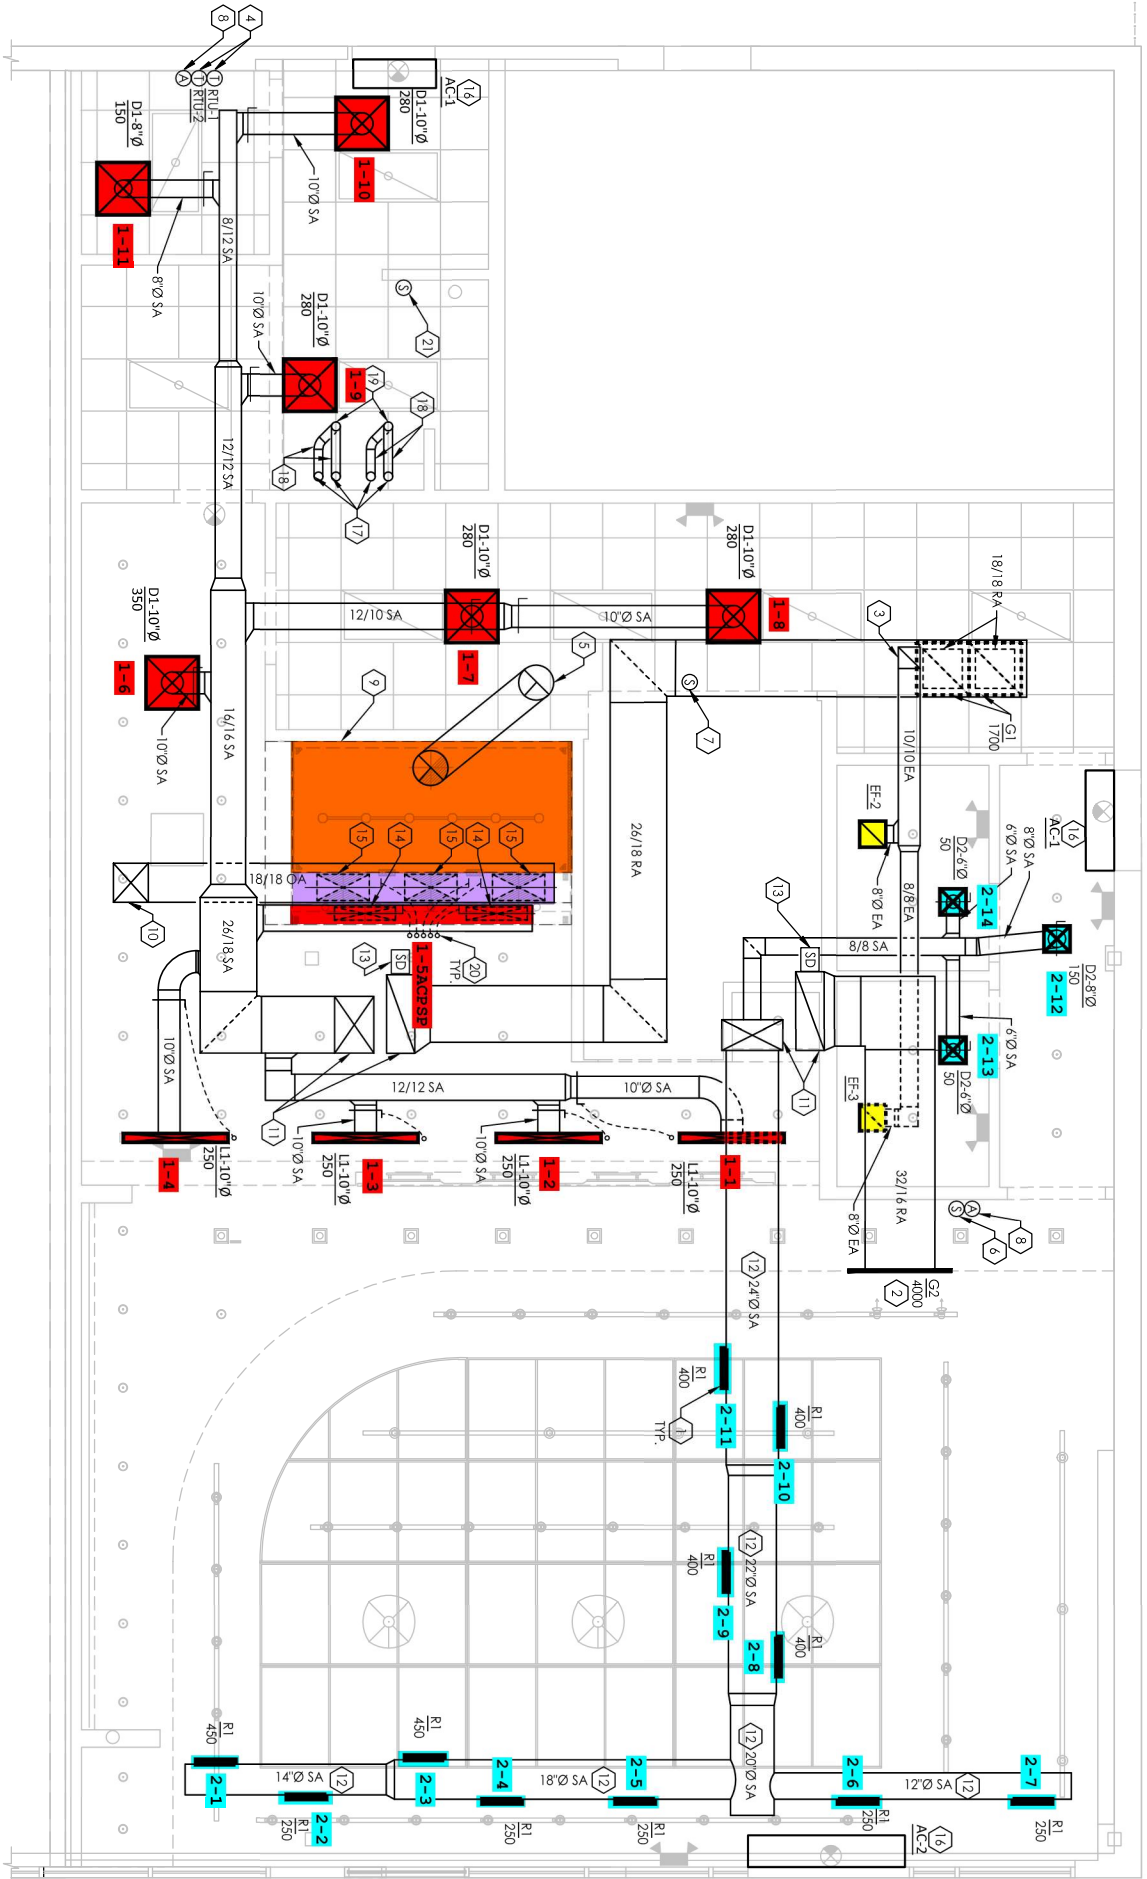 8
4
A
T
T
RTU-1
RTU-2
16
AC-1
D1-10"Ø
280
D1-8"Ø
150
1-10
10"Ø SA
1-11
8/12 SA
8"Ø SA
S
21
D1-10"Ø
280
10"Ø SA
1-9
19
18
18
17
12/12 SA
D1-10"Ø
280
D1-10"Ø
280
18/18 RA
D1-10"Ø
350
12/10 SA
10"Ø SA
1-8
3
1-7
5
1-6
9
S
7
G1
1700
16/16 SA
10"Ø SA
10/10 EA
EF-2
16
AC-1
8"Ø SA
6"Ø SA
D2-6"Ø
50
26/18 RA
15
14
15
14
15
18/18 OA
8"Ø EA
8/8 EA
2-14
13
10
26/18 SA
8/8 SA
D2-8"Ø
150
2-12
13
SD
20
TYP.
1-5ACPSP
SD
6"Ø SA
2-13
D2-6"Ø
50
10"Ø SA
12/12 SA
10"Ø SA
11
11
EF-3
10"Ø SA
10"Ø SA
8"Ø EA
32/16 RA
1-4
L1-10"Ø
250
1-3
L1-10"Ø
250
1-2
L1-10"Ø
250
1-1
L1-10"Ø
250
S
A
6
8
12
24"Ø SA
2
G2
4000
R1
400
1
TYP.
2-11
R1
400
2-10
12
22"Ø SA
R1
400
2-9
R1
400
2-8
12
20"Ø SA
R1
450
2-1
14"Ø SA
12
R1
450
2-3
2-4
18"Ø SA
12
2-5
2-6
12"Ø SA
12
2-7
2-2
R1
250
R1
250
R1
250
R1
250
R1
250
16
AC-2